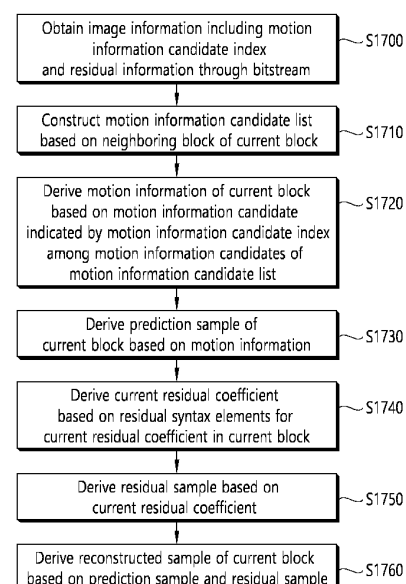 Obtain image information including motion
information candidate index
and residual information through bitstream
S1700
Construct motion information candidate list
based on neighboring block of current block
S1710
Derive motion information of current block
based on motion information candidate
indicated by motion information candidate index
among motion information candidates of
motion information candidate list
S1720
Derive prediction sample of
current block based on motion information
S1730
Derive current residual coefficient
based on residual syntax elements for
current residual coefficient in current block
S1740
Derive residual sample based on
current residual coefficient
S1750
Derive reconstructed sample of current block
based on prediction sample and residual sample
S1760